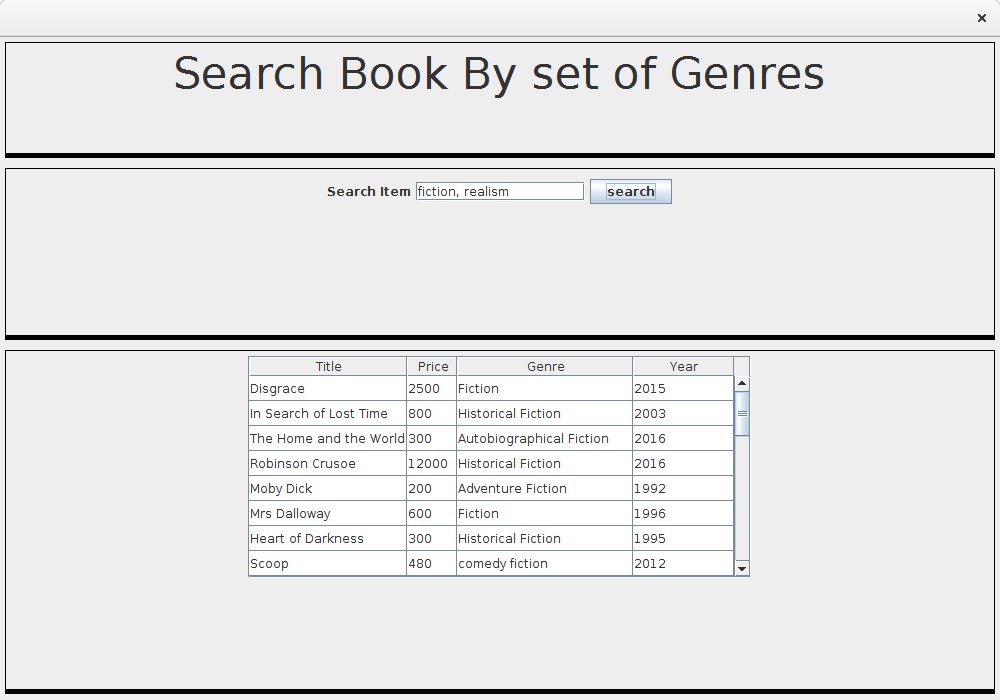 ×
Search Book By set of Genres
Search Item fiction, realism search
Title Price Genre Year
Disgrace 2500 Fiction 2015
In Search of Lost Time 800 Historical Fiction 2003
The Home and the World 300 Autobiographical Fiction 2016
Robinson Crusoe 12000 Historical Fiction 2016
Moby Dick 200 Adventure Fiction 1992
Mrs Dalloway 600 Fiction 1996
Heart of Darkness 300 Historical Fiction 1995
Scoop 480 comedy fiction 2012